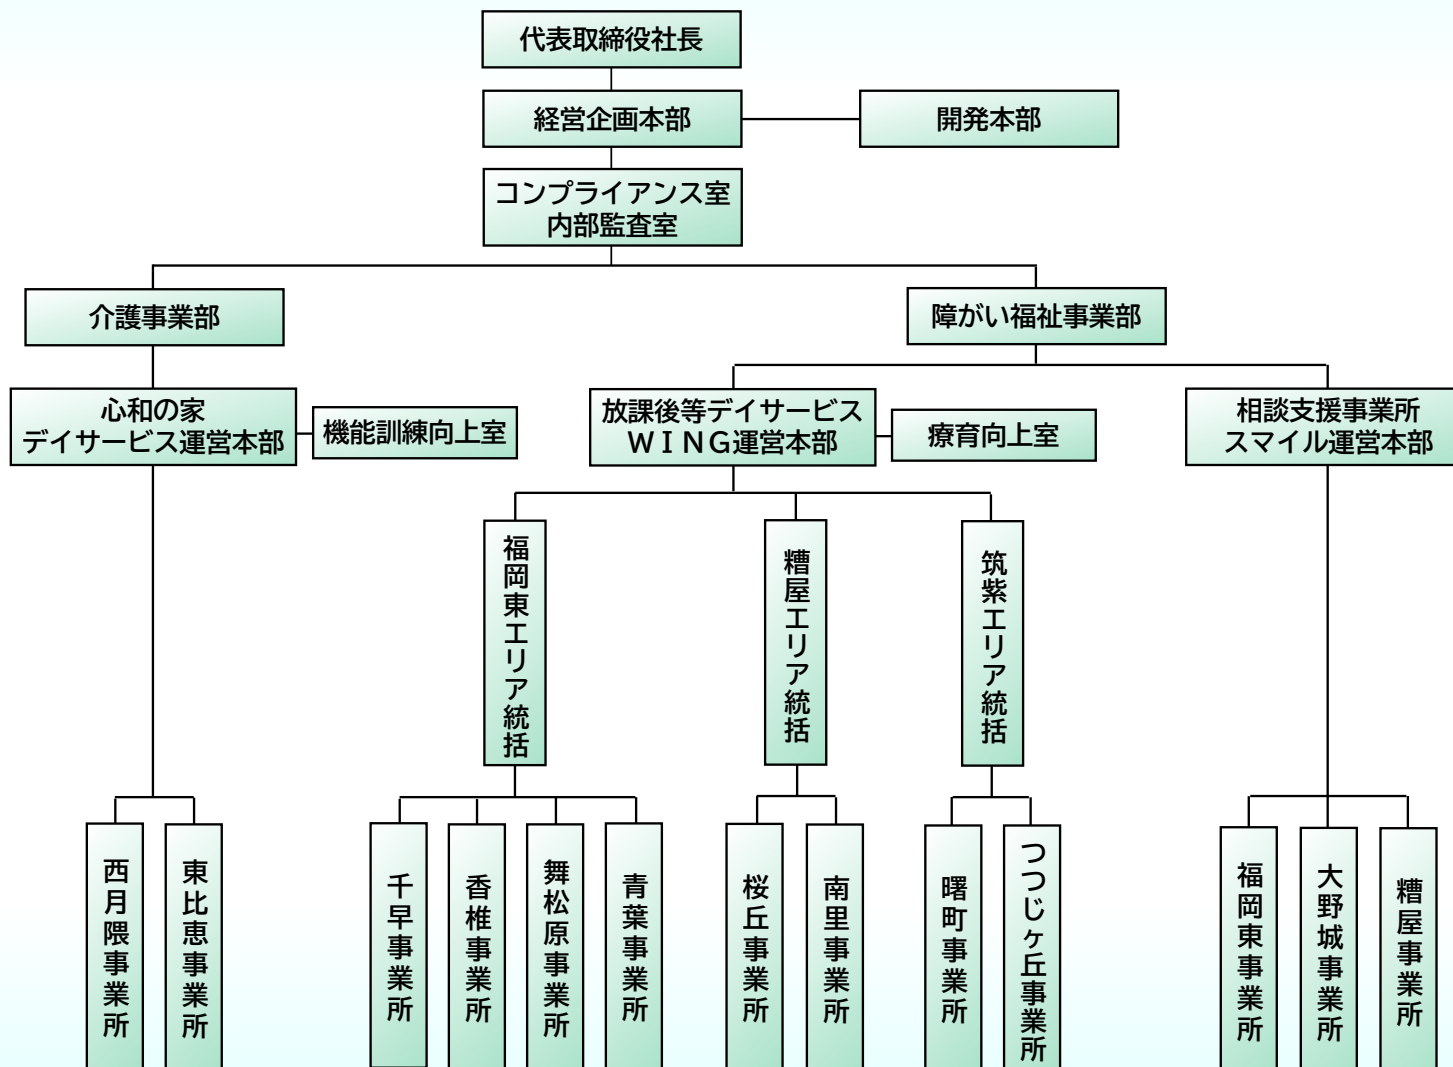 代表取締役社長
経営企画本部
開発本部
コンプライアンス室
内部監査室
介護事業部
障がい福祉事業部
心和の家
デイサービス運営本部
機能訓練向上室
放課後等デイサービス
ＷＩＮＧ運営本部
療育向上室
相談支援事業所
スマイル運営本部
福岡東エリア統括
糟屋エリア統括
筑紫エリア統括
西月隈事業所
東比恵事業所
千早事業所
香椎事業所
舞松原事業所
青葉事業所
桜丘事業所
南里事業所
曙町事業所
つつじヶ丘事業所
福岡東事業所
大野城事業所
糟屋事業所